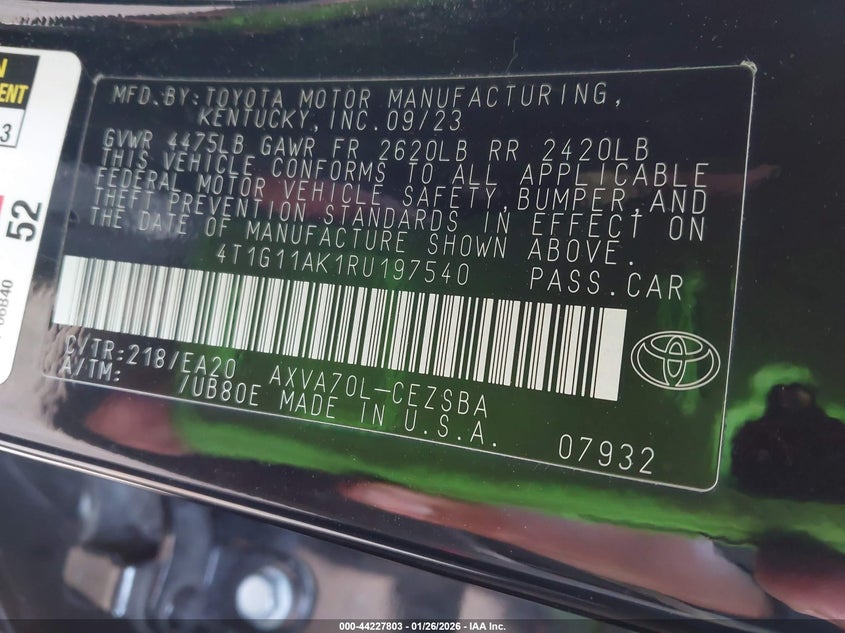 N
ENT
3
52
06840
MFD.BY:TOYOTA MOTOR MANUFACTURING,
KENTUCKY,INC.09/23
GVWR 4475LB GAWR FR 2620LB RR 2420LB
THIS VEHICLE CONFORMS TO ALL APPLICABLE
FEDERAL MOTOR VEHICLE SAFETY,BUMPER,AND
THEFT PREVENTION STANDARDS IN EFFECT ON
THE DATE OF MANUFACTURE SHOWN ABOVE.
4T1G11AK1RU197540 PASS.CAR
C/TR:218/EA20 AXVA70L-CEZSBA
A/TM: /UB80E MADE IN U.S.A.
07932
000-44227803 | 01/26/2026 - IAA Inc.